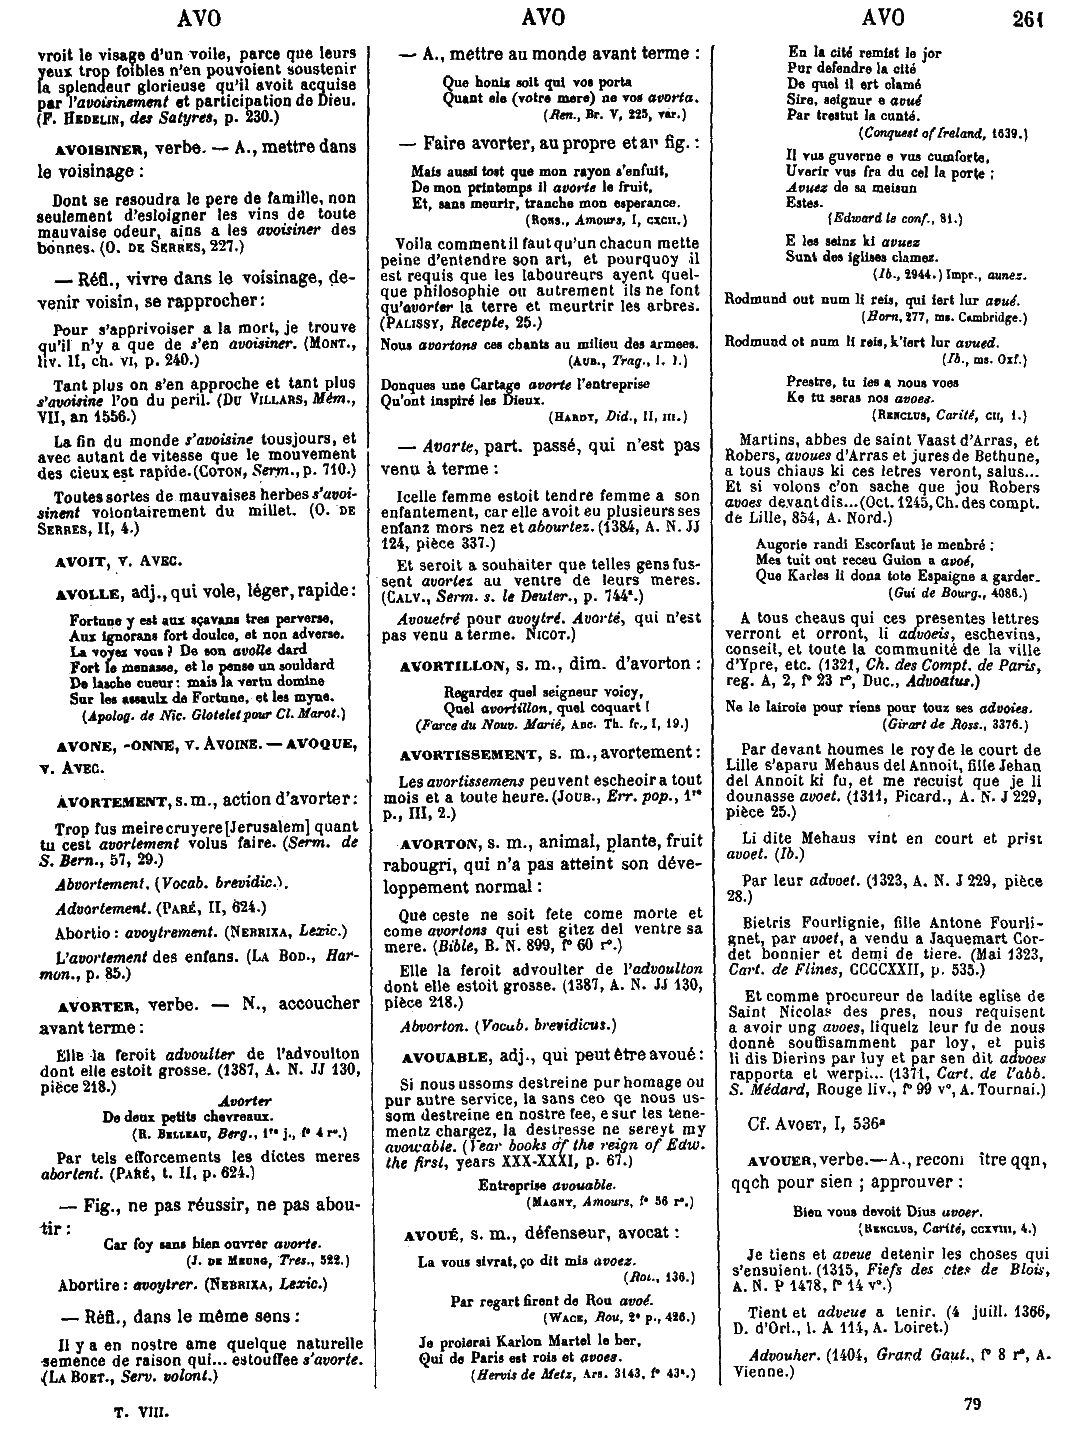 AVO
AVO
AVO
261
vroit le visage d'un voile, parce que leurs
yeux trop foibles n'en pouvoient soustenir
la splendeur glorieuse qu'il avoit acquise
par l'avoisinement et participation de Dieu.
(F. HEDELIN, des Satyres, p. 230.)
AVOISINER, verbe. — A., mettre dans
le voisinage :
Dont se resoudra le pere de famille, non
seulement d'esloigner les vins de toute
mauvaise odeur, ains a les avoisiner des
bonnes. (O. DE SERRES, 227.)
— Réfl., vivre dans le voisinage, de-
venir voisin, se rapprocher :
Pour s'apprivoiser a la mort, je trouve
qu'il n'y a que de s'en avoisiner. (MONT.,
liv. II, ch. VI, p. 240.)
Tant plus on s'en approche et tant plus
s'avoisine l'on du peril. (DU VILLARS, Mém.,
VII, an 1556.)
La fin du monde s'avoisine tousjours, et
avec autant de vitesse que le mouvement
des cieux est rapide. (COTON, Serm., p. 710.)
Toutes sortes de mauvaises herbes s'avoi-
sinent volontairement du millet. (O. DE
SERRES, II, 4.)
AVOIT, v. AVEC.
AVOLLE, adj., qui vole, léger, rapide :
Fortune y est aux sçavans tres perverse,
Aux ignorans fort doulce, et non adverse.
La voyez vous ? De son avolle dard
Fort le menasse, et le pense un souldard
De lasche cueur ; mais la vertu domine
Sur les assaulx de Fortune, et les myne.
(Apolog. de Nic. Glotelet pour Cl. Marot.)
AVONE, -ONNE, v. AVOINE. — AVOQUE,
v. AVEC.
AVORTEMENT, s. m., action d'avorter :
Trop fus meire cruyere [Jerusalem] quant
tu cest avortement volus faire. (Serm. de
S. Bern., 57, 29.)
Abvortement. (Vocab. brevidic.).
Advortement. (PARÉ, II, 624.)
Abortio : avoytrement. (NEBRIXA, Lexic.)
L'avortement des enfans. (LA BOD., Har-
mon., p. 85.)
AVORTER, verbe. — N., accoucher
avant terme :
Elle la feroit advoulter de l'advoulton
dont elle estoit grosse. (1387, A. N. JJ 130,
pièce 218.)
Avorter
De deux petits chevreaux.
(R. BELLEAU, Berg., 1re j., f° 4 r°.)
Par tels efforcements les dictes meres
abortent. (PARÉ, t. II, p. 624.)
— Fig., ne pas réussir, ne pas abou-
tir :
Car foy sans bien ouvrer avorte.
(J. DE MEUNG, Tres., 522.)
Abortire : avoytrer. (NEBRIXA, Lexic.)
— Réfl., dans le même sens :
Il y a en nostre ame quelque naturelle
semence de raison qui... estouffee s'avorte.
(LA BOET., Serv. volont.)
T. VIII.
— A., mettre au monde avant terme :
Que honis soit qui vos porta
Quant ele (votre mere) ne vos avorta.
(Ren., Br. V, 225, var.)
— Faire avorter, au propre et au fig. :
Mais aussi tost que mon rayon s'enfuit,
De mon printemps il avorte le fruit,
Et, sans meurir, tranche mon esperance.
(RONS., Amours, I, CXCII.)
Voila comment il faut qu'un chacun mette
peine d'entendre son art, et pourquoy il
est requis que les laboureurs ayent quel-
que philosophie ou autrement ils ne font
qu'avorter la terre et meurtrir les arbres.
(PALISSY, Recepte, 25.)
Nous avortons ces chants au milieu des armees.
(AUB., Trag., l. I.)
Donques une Cartage avorte l'entreprise
Qu'ont inspiré les Dieux.
(HARDY, Did., II, III.)
— Avorte, part. passé, qui n'est pas
venu à terme :
Icelle femme estoit tendre femme a son
enfantement, car elle avoit eu plusieurs ses
enfanz mors nez et abourtez. (1384, A. N. JJ
124, pièce 337.)
Et seroit a souhaiter que telles gens fus-
sent avortez au ventre de leurs meres.
(CALV., Serm. s. le Deuter., p. 744a.)
Avouetré pour avoytré. Avorté, qui n'est
pas venu a terme. NICOT.)
AVORTILLON, s. m., dim. d'avorton :
Regardez quel seigneur voicy,
Quel avortillon, quel coquart !
(Farce du Nouv. Marié, ANC. Th. fr., I, 19.)
AVORTISSEMENT, s. m., avortement :
Les avortissemens peuvent escheoir a tout
mois et a toute heure. (JOUB., Err. pop., 1re
p., III, 2.)
AVORTON, s. m., animal, plante, fruit
rabougri, qui n'a pas atteint son déve-
loppement normal :
Que ceste ne soit fete come morte et
come avortons qui est gitez del ventre sa
mere. (Bible, B. N. 899, f° 60 r°.)
Elle la feroit advoulter de l'advoulton
dont elle estoit grosse. (1387, A. N. JJ 130,
pièce 218.)
Abvorton. (Vocab. brevidicus.)
AVOUABLE, adj., qui peut être avoué :
Si nous ussoms destreine pur homage ou
pur autre service, la sans ceo qe nous us-
som destreine en nostre fee, e sur les tene-
mentz chargez, la destresse ne sereyt my
avowable. (Year books of the reign of Edw.
the first, years XXX-XXXI, p. 67.)
Entreprise avouable.
(MAGNY, Amours, f° 56 r°.)
AVOUÉ, s. m., défenseur, avocat :
La vous sivrat, ço dit mis avoez.
(Rol., 136.)
Par regart firent de Rou avoé.
(WACE, Rou, 2e p., 426.)
Je proierai Karlon Martel le ber,
Qui de Paris est rois et avoes.
(Hervis de Metz, Ars. 3143, f° 43a.)
En la cité remist le jor
Pur defendre la cité
De quel il ert clamé
Sire, seignur e avué
Par trestut la cunté.
(Conquest of Ireland, 1639.)
Il vus guverne e vus cumforte,
Uverir vus fra du cel la porte ;
Avuez de sa meisun
Estes.
(Edward le conf., 81.)
E les seinz ki avuez
Sunt des iglises clamez.
(Ib., 2944.) Impr., aunez.
Rodmund out num li reis, qui iert lur avué.
(Horn, 277, ms. Cambridge.)
Rodmund ot num li reis, k'iert lur avued.
(Ib., ms. Oxf.)
Prestre, tu ies a nous voes
Ke tu seras nos avoes.
(RENCLUS, Carité, CII, 1.)
Martins, abbes de saint Vaast d'Arras, et
Robers, avoues d'Arras et jures de Bethune,
a tous chiaus ki ces letres veront, salus...
Et si volons c'on sache que jou Robers
avoes devant dis... (Oct. 1245, Ch. des compt.
de Lille, 854, A. Nord.)
Augorie randi Escorfaut le menbré ;
Mes tuit ont receu Guion a avoé,
Que Karles li dona tote Espaigne a garder.
(Gui de Bourg., 4086.)
A tous cheaus qui ces presentes lettres
verront et orront, li advoeis, eschevins,
conseil, et toute la communité de la ville
d'Ypre, etc. (1321, Ch. des Compt. de Paris,
reg. A, 2, f° 23 r°, Duc., Advoatus.)
Ne le lairoie pour riens pour touz ses advoies.
(Girart de Ross., 3376.)
Par devant houmes le roy de le court de
Lille s'aparu Mehaus del Annoit, fille Jehan
del Annoit ki fu, et me recuist que je li
dounasse avoet. (1311, Picard., A. N. J 229,
pièce 25.)
Li dite Mehaus vint en court et prist
avoet. (Ib.)
Par leur advoet. (1323, A. N. J 229, pièce
28.)
Bietris Fourlignie, fille Antone Fourli-
gnet, par avoet, a vendu a Jaquemart Cor-
det bonnier et demi de tiere. (Mai 1323,
Cart. de Flines, CCCCXXII, p. 535.)
Et comme procureur de ladite eglise de
Saint Nicolas des pres, nous requisent
a avoir ung avoes, liquelz leur fu de nous
donné souffisamment par loy, et puis
li dis Dierins par luy et par sen dit advoes
rapporta et werpi... (1371, Cart. de l'abb.
S. Médard, Rouge liv., f° 99 v°, A. Tournai.)
Cf. AVOET, I, 536a
AVOUER, verbe. — A., reconi ître qqn,
qqch pour sien ; approuver :
Bien vous devoit Dius avoer.
(RENCLUS, Carité, CCXVIII, 4.)
Je tiens et aveue detenir les choses qui
s'ensuient. (1315, Fiefs des ctes de Blois,
A. N. P 1478, f° 14 v°.)
Tient et adveue a tenir. (4 juill. 1366,
D. d'Orl., l. A 114, A. Loiret.)
Advouher. (1404, Grand Gaut., f° 8 r°, A.
Vienne.)
79